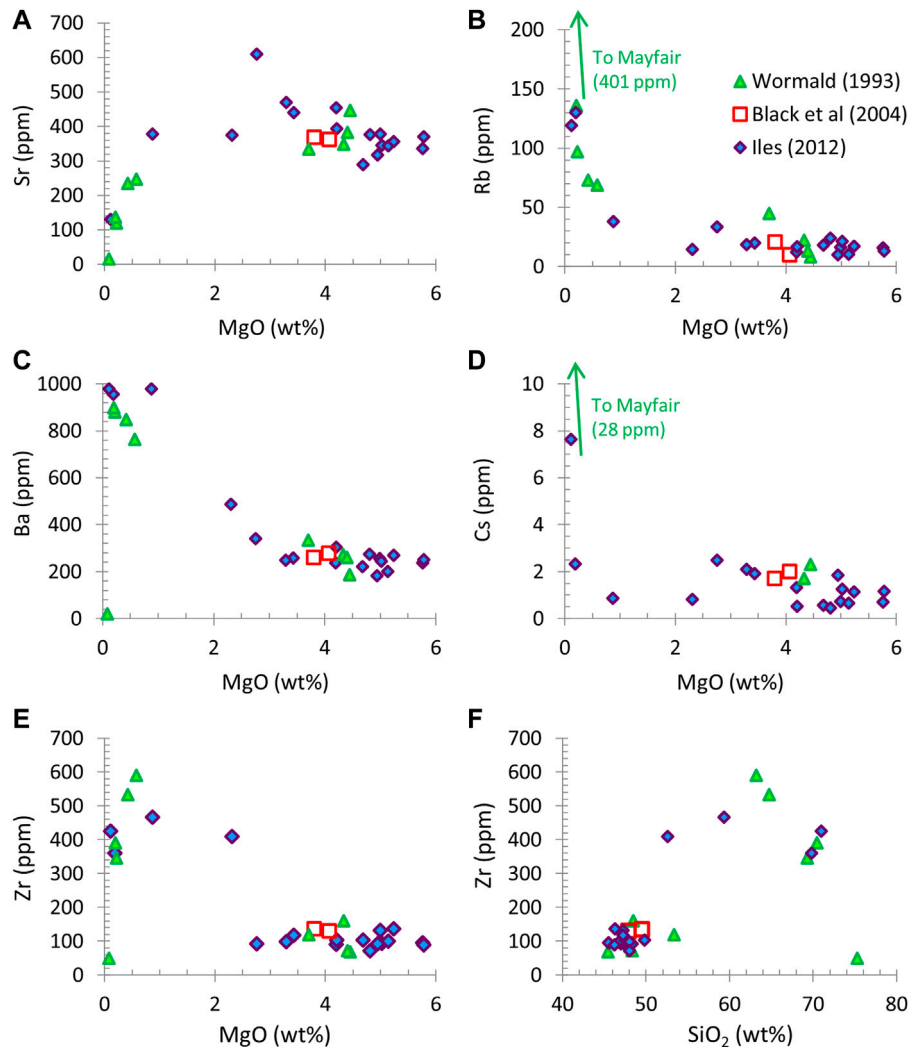 A
700
600
500
400
300
200
100
0
Sr (ppm)
0 2 4 6
MgO (wt%)
B
200
150
100
50
0
Rb (ppm)
To Mayfair
(401 ppm)
Wormald (1993)
Black et al (2004)
Iles (2012)
0 2 4 6
MgO (wt%)
C
1000
800
600
400
200
0
Ba (ppm)
0 2 4 6
MgO (wt%)
D
10
8
6
4
2
0
Cs (ppm)
To Mayfair
(28 ppm)
0 2 4 6
MgO (wt%)
E
700
600
500
400
300
200
100
0
Zr (ppm)
0 2 4 6
MgO (wt%)
F
700
600
500
400
300
200
100
0
Zr (ppm)
40 50 60 70 80
SiO₂ (wt%)